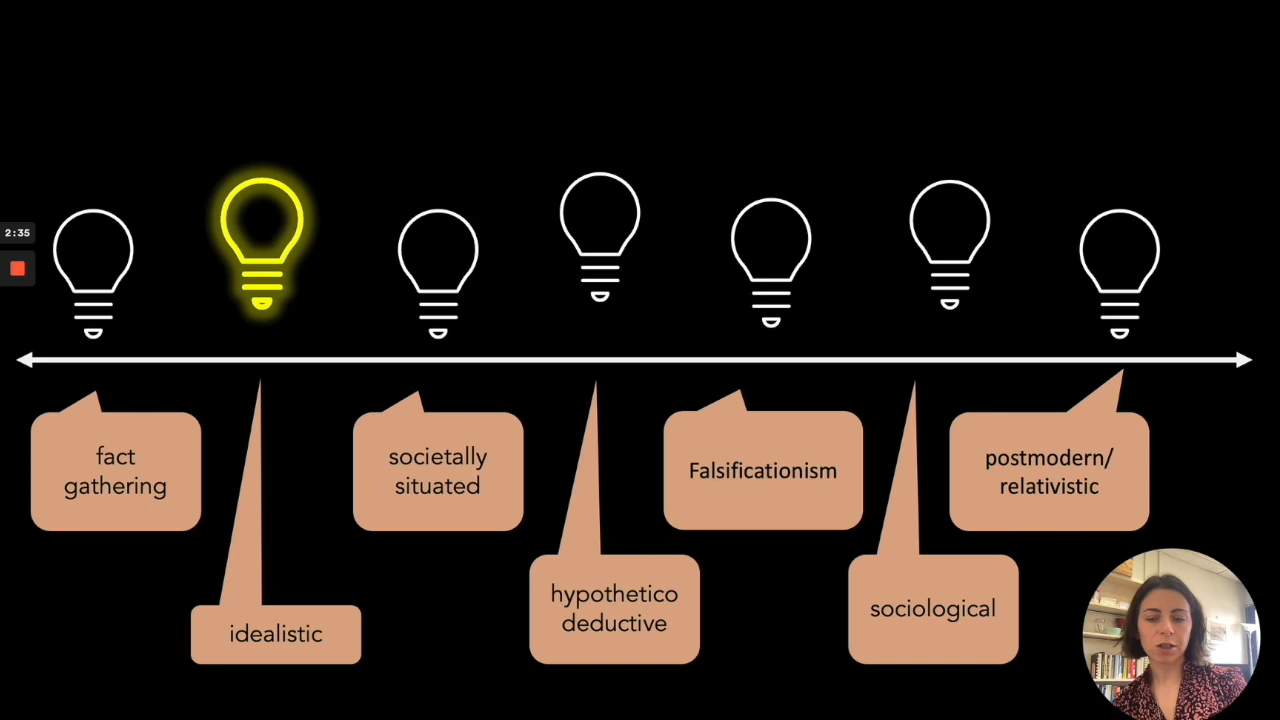 2:35
fact
gathering
idealistic
societally
situated
hypothetico
deductive
Falsificationism
sociological
postmodern/
relativistic